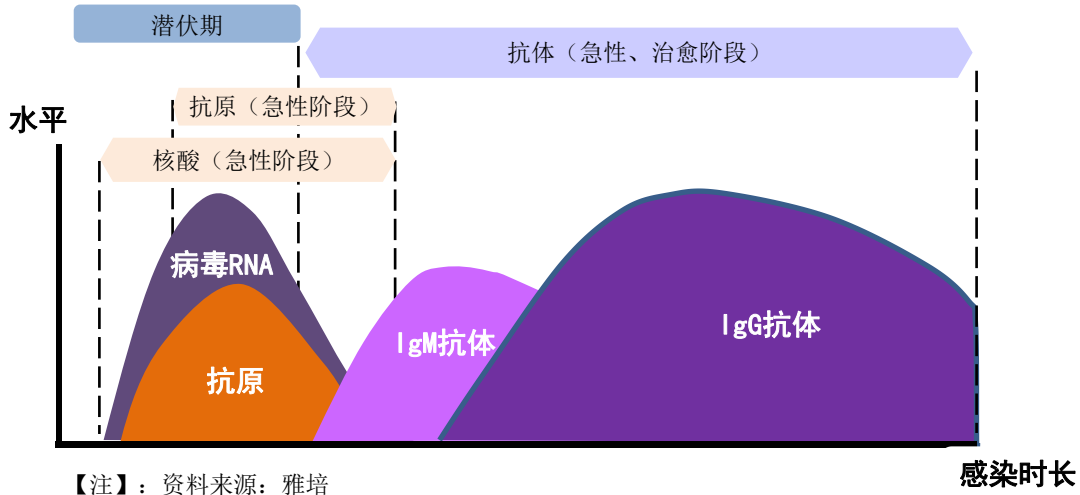 潜伏期
抗体（急性、治愈阶段）
抗原（急性阶段）
水平
核酸（急性阶段）
病毒RNA
IgG抗体
IgM抗体
抗原
感染时长
【注】：资料来源：雅培